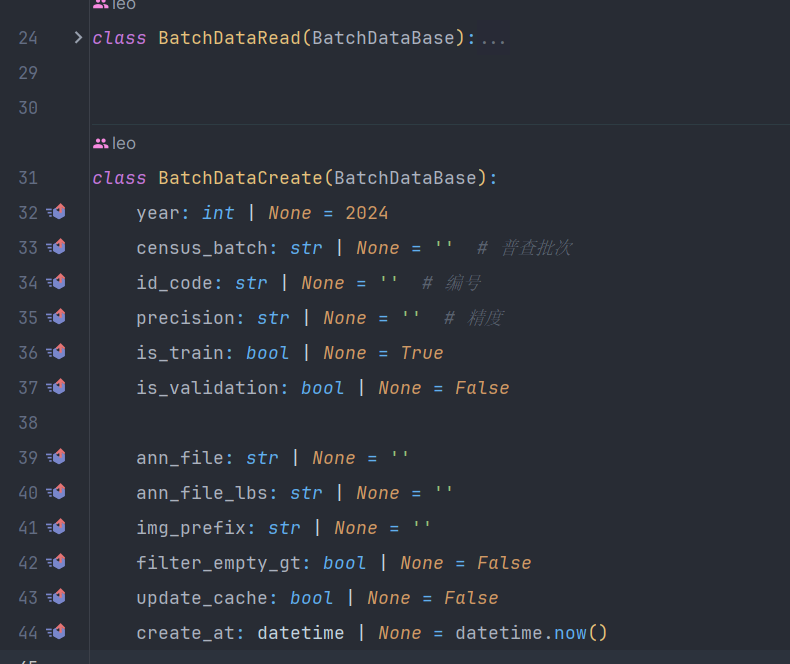 leo
24 class BatchDataRead(BatchDataBase):...
29
30
leo
31 class BatchDataCreate(BatchDataBase):
32 year: int | None = 2024
33 census_batch: str | None = '' # 普查批次
34 id_code: str | None = '' # 编号
35 precision: str | None = '' # 精度
36 is_train: bool | None = True
37 is_validation: bool | None = False
38
39 ann_file: str | None = ''
40 ann_file_lbs: str | None = ''
41 img_prefix: str | None = ''
42 filter_empty_gt: bool | None = False
43 update_cache: bool | None = False
44 create_at: datetime | None = datetime.now()